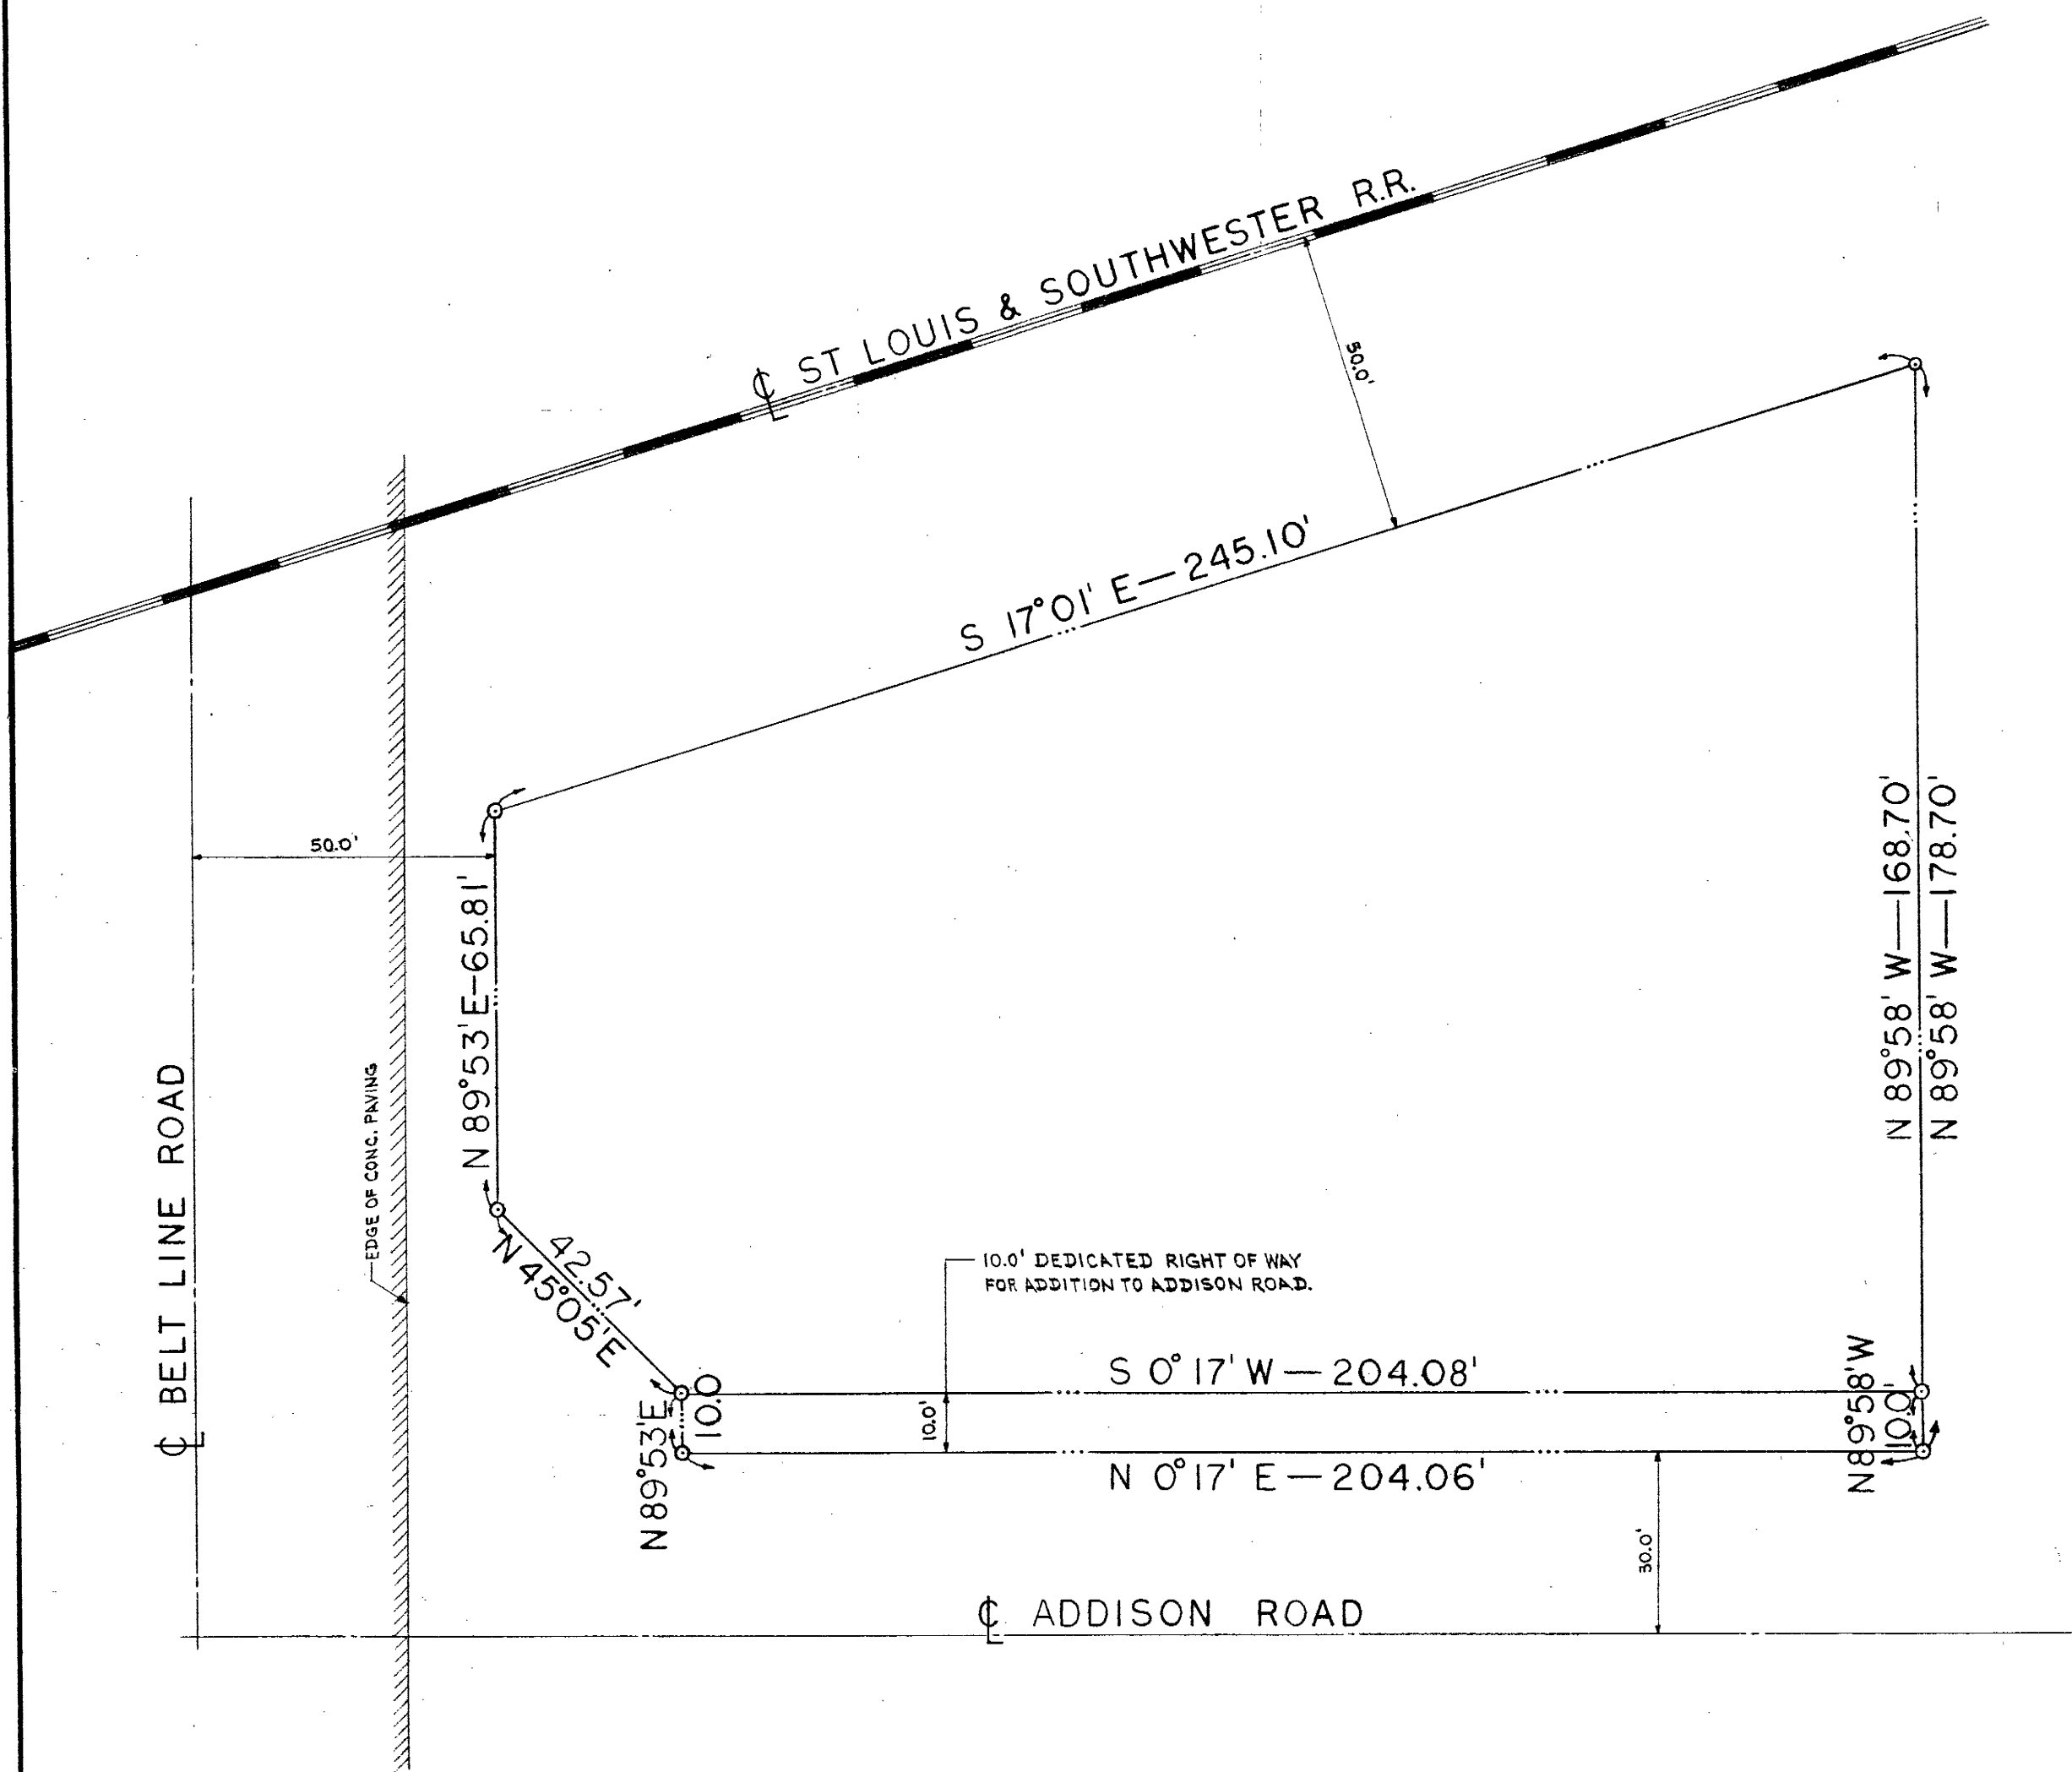 ℄ ST LOUIS & SOUTHWESTER R.R.
50.0'
S 17°01' E—245.10'
50.0'
N 89°53'E-65.81'
N 89°58' W—168.70'
N 89°58' W—178.70'
℄ BELT LINE ROAD
EDGE OF CONC. PAVING
42.57'
N 45°05'E
10.0' DEDICATED RIGHT OF WAY
FOR ADDITION TO ADDISON ROAD.
S 0°17' W—204.08'
N89°53'E
10.0
10.0'
N89°58'W
10.0'
N 0°17' E—204.06'
30.0'
℄ ADDISON ROAD